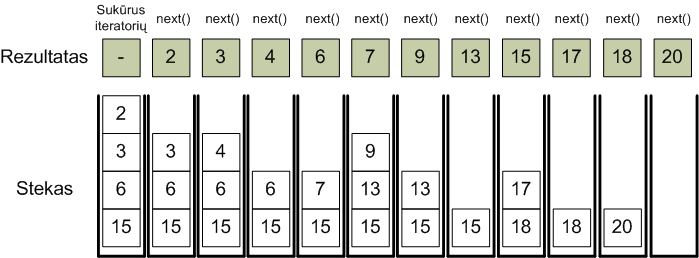 Sukūrus iteratorių next() next() next() next() next() next() next() next() next() next() next()
Rezultatas - 2 3 4 6 7 9 13 15 17 18 20
2
3 3 4 9
6 6 6 6 7 13 13 17
Stekas
15 15 15 15 15 15 15 15 18 18 20